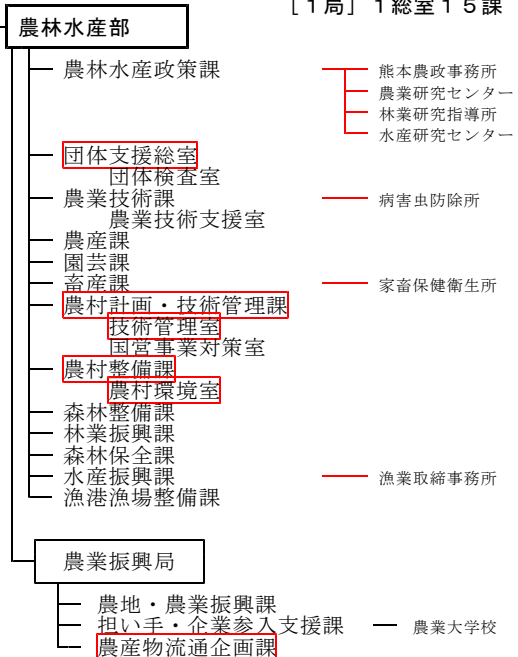 [1局] 1総室15課
農林水産部
農林水産政策課 熊本農政事務所
農業研究センター
林業研究指導所
水産研究センター
団体支援総室
団体検査室
農業技術課 病害虫防除所
農業技術支援室
農産課
園芸課
畜産課 家畜保健衛生所
農村計画・技術管理課
技術管理室
国営事業対策室
農村整備課
農村環境室
森林整備課
林業振興課
森林保全課
水産振興課 漁業取締事務所
漁港漁場整備課
農業振興局
農地・農業振興課
担い手・企業参入支援課 農業大学校
農産物流通企画課